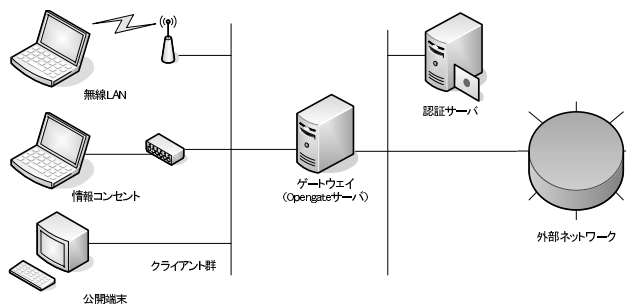 無線LAN
認証サーバ
情報コンセント
ゲートウェイ
(Opengateサーバ)
外部ネットワーク
クライアント群
公開端末